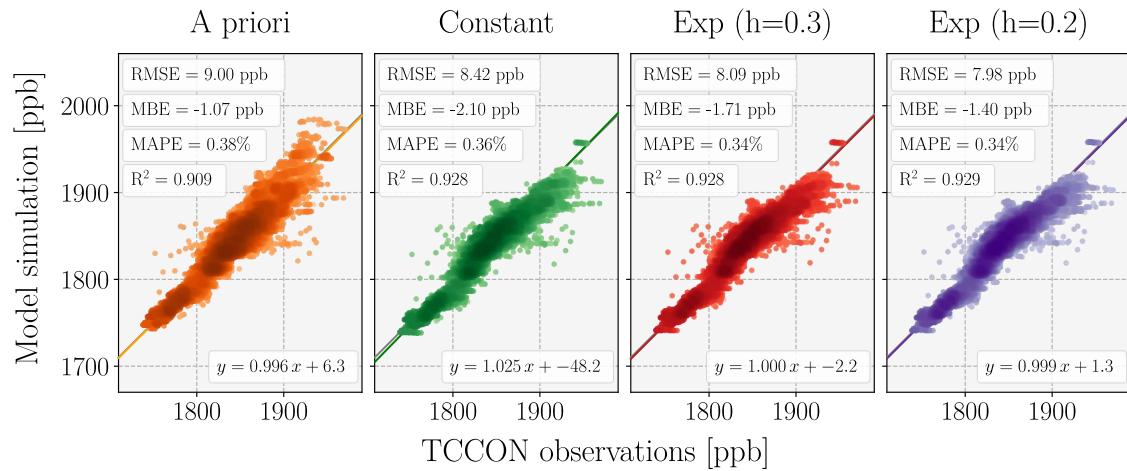 A priori
Constant
Exp (h=0.3)
Exp (h=0.2)
Model simulation [ppb]
2000
1900
1800
1700
RMSE = 9.00 ppb
MBE = -1.07 ppb
MAPE = 0.38%
R² = 0.909
y = 0.996 x + 6.3
RMSE = 8.42 ppb
MBE = -2.10 ppb
MAPE = 0.36%
R² = 0.928
y = 1.025 x + −48.2
RMSE = 8.09 ppb
MBE = -1.71 ppb
MAPE = 0.34%
R² = 0.928
y = 1.000 x + −2.2
RMSE = 7.98 ppb
MBE = -1.40 ppb
MAPE = 0.34%
R² = 0.929
y = 0.999 x + 1.3
1800 1900
1800 1900
1800 1900
1800 1900
TCCON observations [ppb]